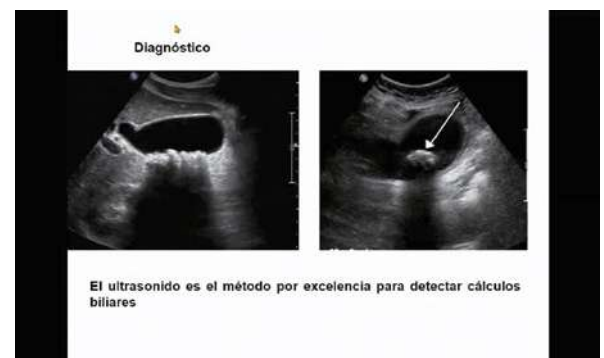 Diagnóstico
El ultrasonido es el método por excelencia para detectar cálculos
biliares